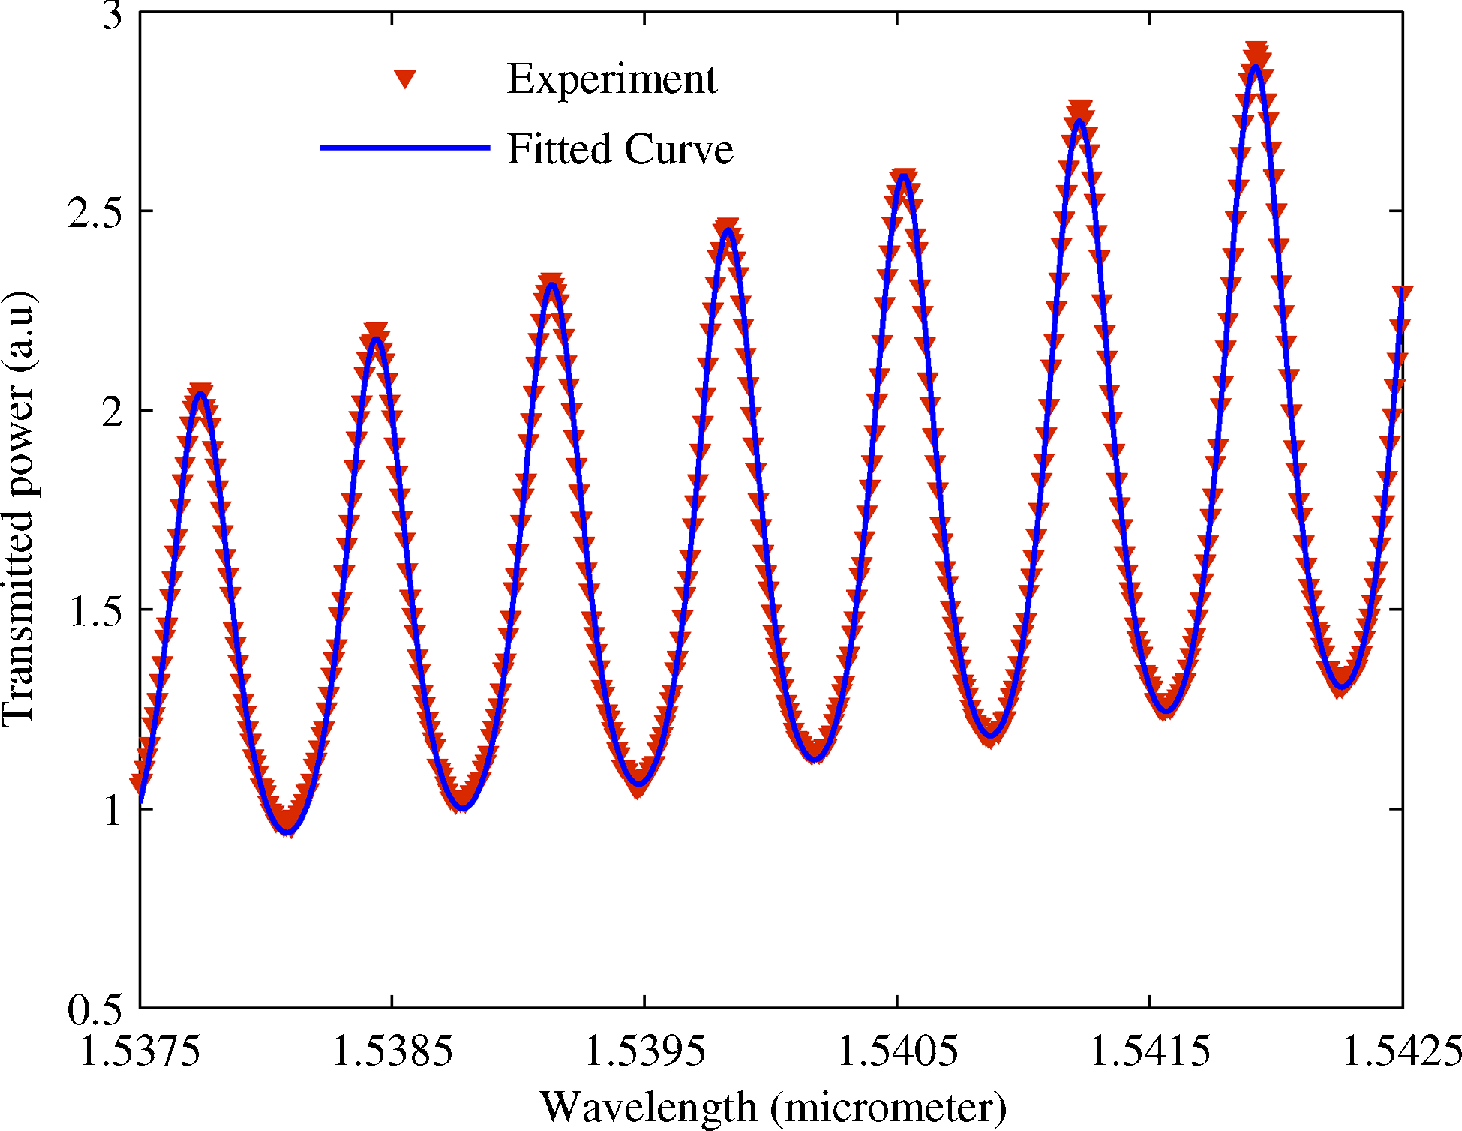 3
2.5
2
1.5
1
0.5
1.5375 1.5385 1.5395 1.5405 1.5415 1.5425
Experiment
Fitted Curve
Transmitted power (a.u)
Wavelength (micrometer)